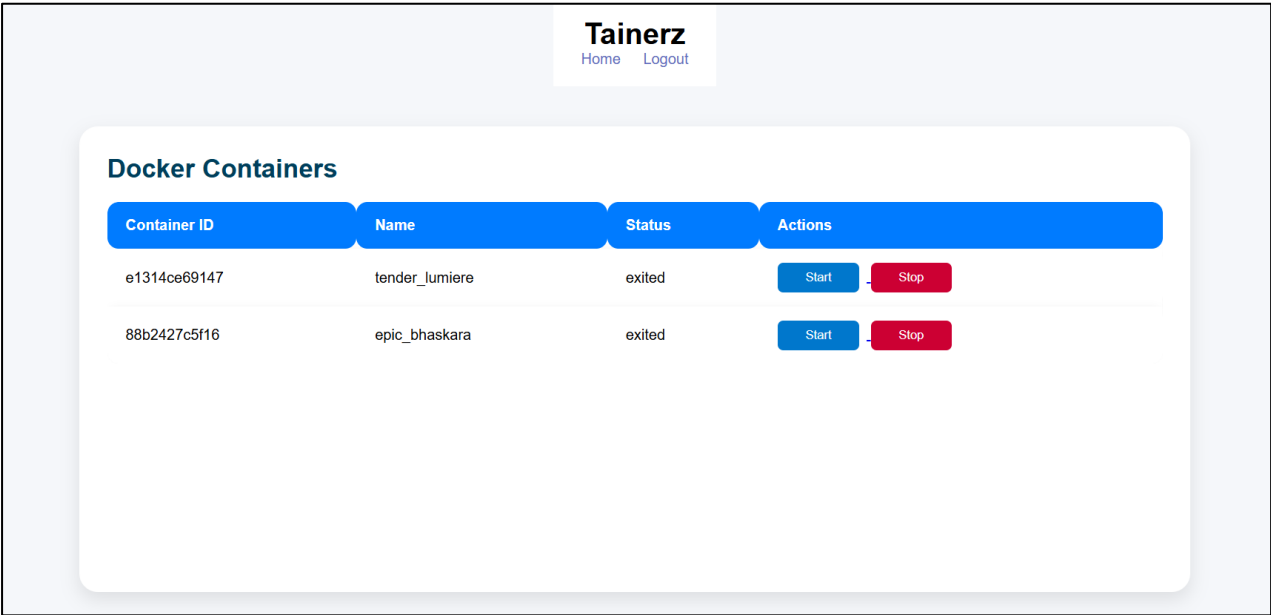 Tainerz
Home Logout
Docker Containers
Container ID Name Status Actions
e1314ce69147 tender_lumiere exited Start Stop
88b2427c5f16 epic_bhaskara exited Start Stop